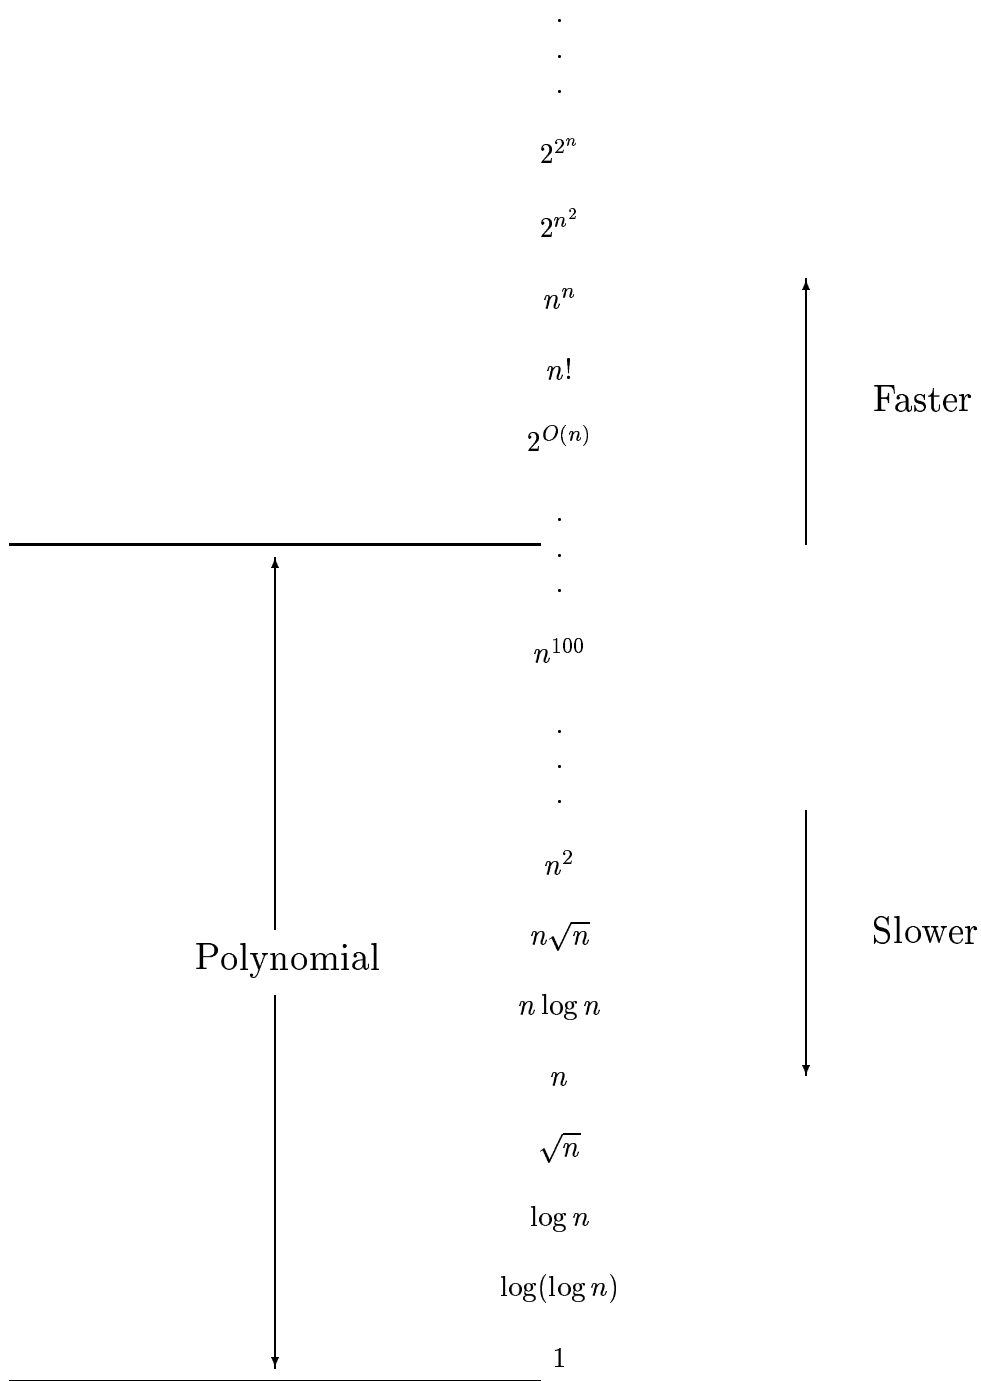 .
.
.
2^{2^n}
2^{n^2}
n^n
n!
Faster
2^{O(n)}
.
.
.
n^{100}
.
.
.
n^2
n√n
Slower
Polynomial
n log n
n
√n
log n
log(log n)
1